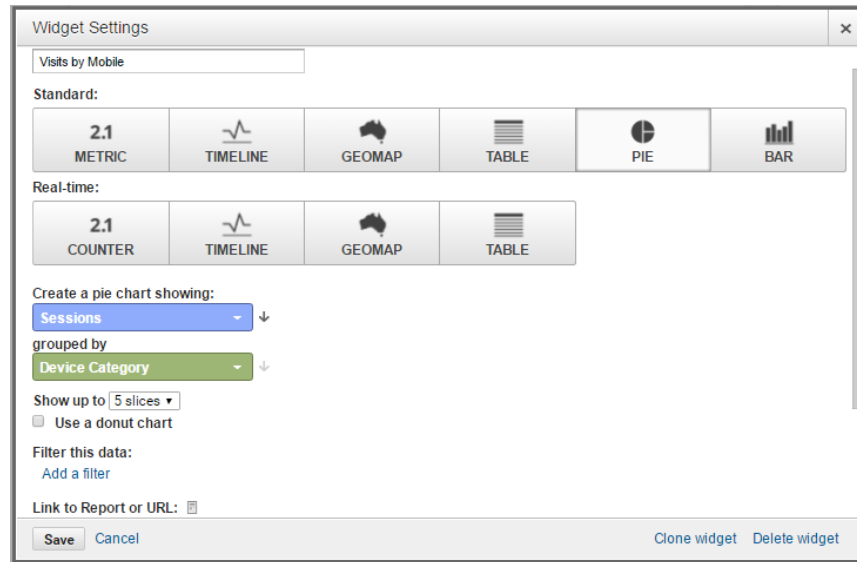 Widget Settings
×
Visits by Mobile
Standard:
2.1 METRIC
TIMELINE
GEOMAP
TABLE
PIE
BAR
Real-time:
2.1 COUNTER
TIMELINE
GEOMAP
TABLE
Create a pie chart showing:
Sessions
grouped by
Device Category
Show up to 5 slices
Use a donut chart
Filter this data:
Add a filter
Link to Report or URL:
Save Cancel Clone widget Delete widget